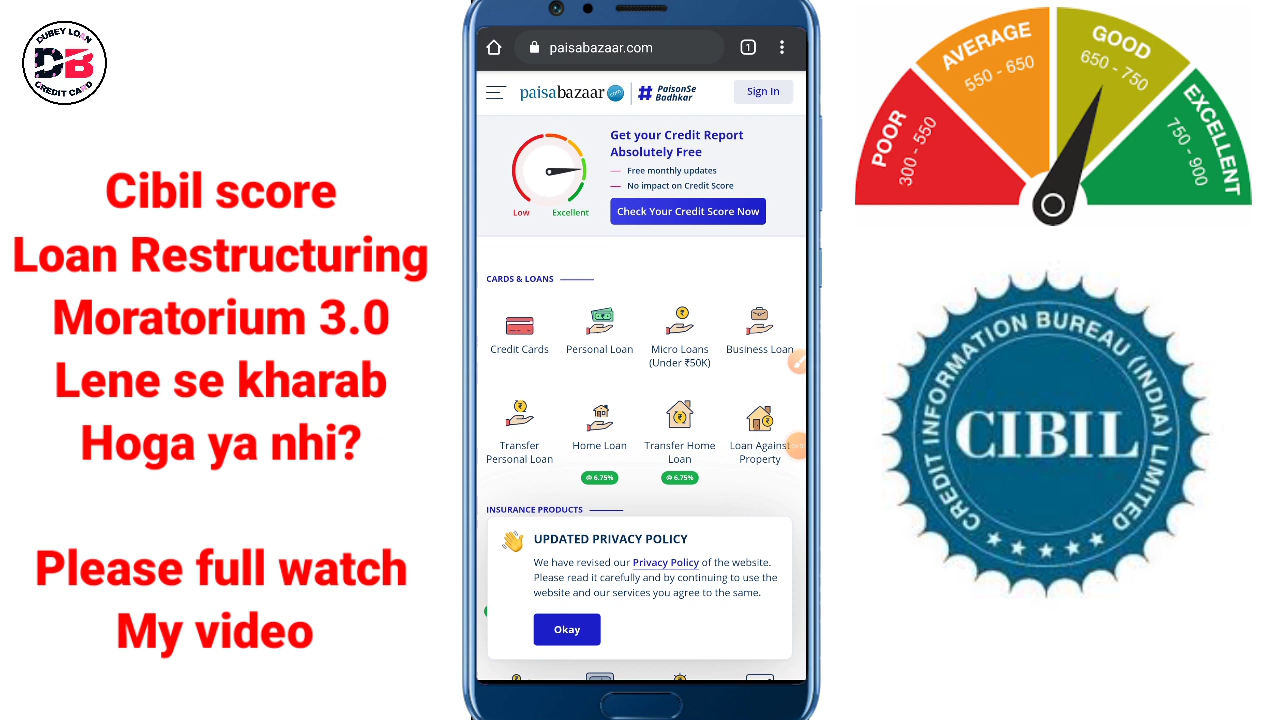 DUBEY LOAN
DB
CREDIT CARD
Cibil score
Loan Restructuring
Moratorium 3.0
Lene se kharab
Hoga ya nhi?
Please full watch
My video
paisabazaar.com
1
paisabazaar
.com
# PaisonSe
Badhkar
Sign In
Get your Credit Report
Absolutely Free
Free monthly updates
No impact on Credit Score
Check Your Credit Score Now
Low
Excellent
CARDS & LOANS
Credit Cards
Personal Loan
Micro Loans
(Under ₹50K)
Business Loan
Transfer
Personal Loan
Home Loan
@ 6.75%
Transfer Home
Loan
@ 6.75%
Loan Against
Property
INSURANCE PRODUCTS
UPDATED PRIVACY POLICY
We have revised our Privacy Policy of the website.
Please read it carefully and by continuing to use the
website and our services you agree to the same.
Okay
POOR
300 - 550
AVERAGE
550 - 650
GOOD
650 - 750
EXCELLENT
750 - 900
CREDIT INFORMATION BUREAU (INDIA) LIMITED
CIBIL